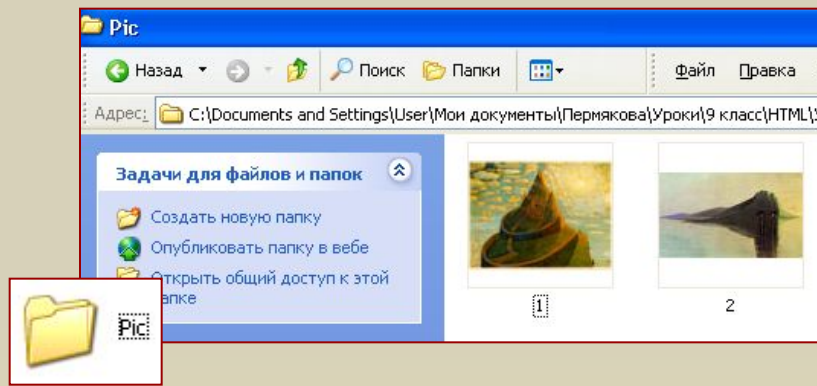 Pic
Назад
Поиск
Папки
Файл
Правка
Адрес:
C:\Documents and Settings\User\Мои документы\Пермякова\Уроки\9 класс\HTML\
Задачи для файлов и папок
Создать новую папку
Опубликовать папку в вебе
Открыть общий доступ к этой
папке
1
2
Pic